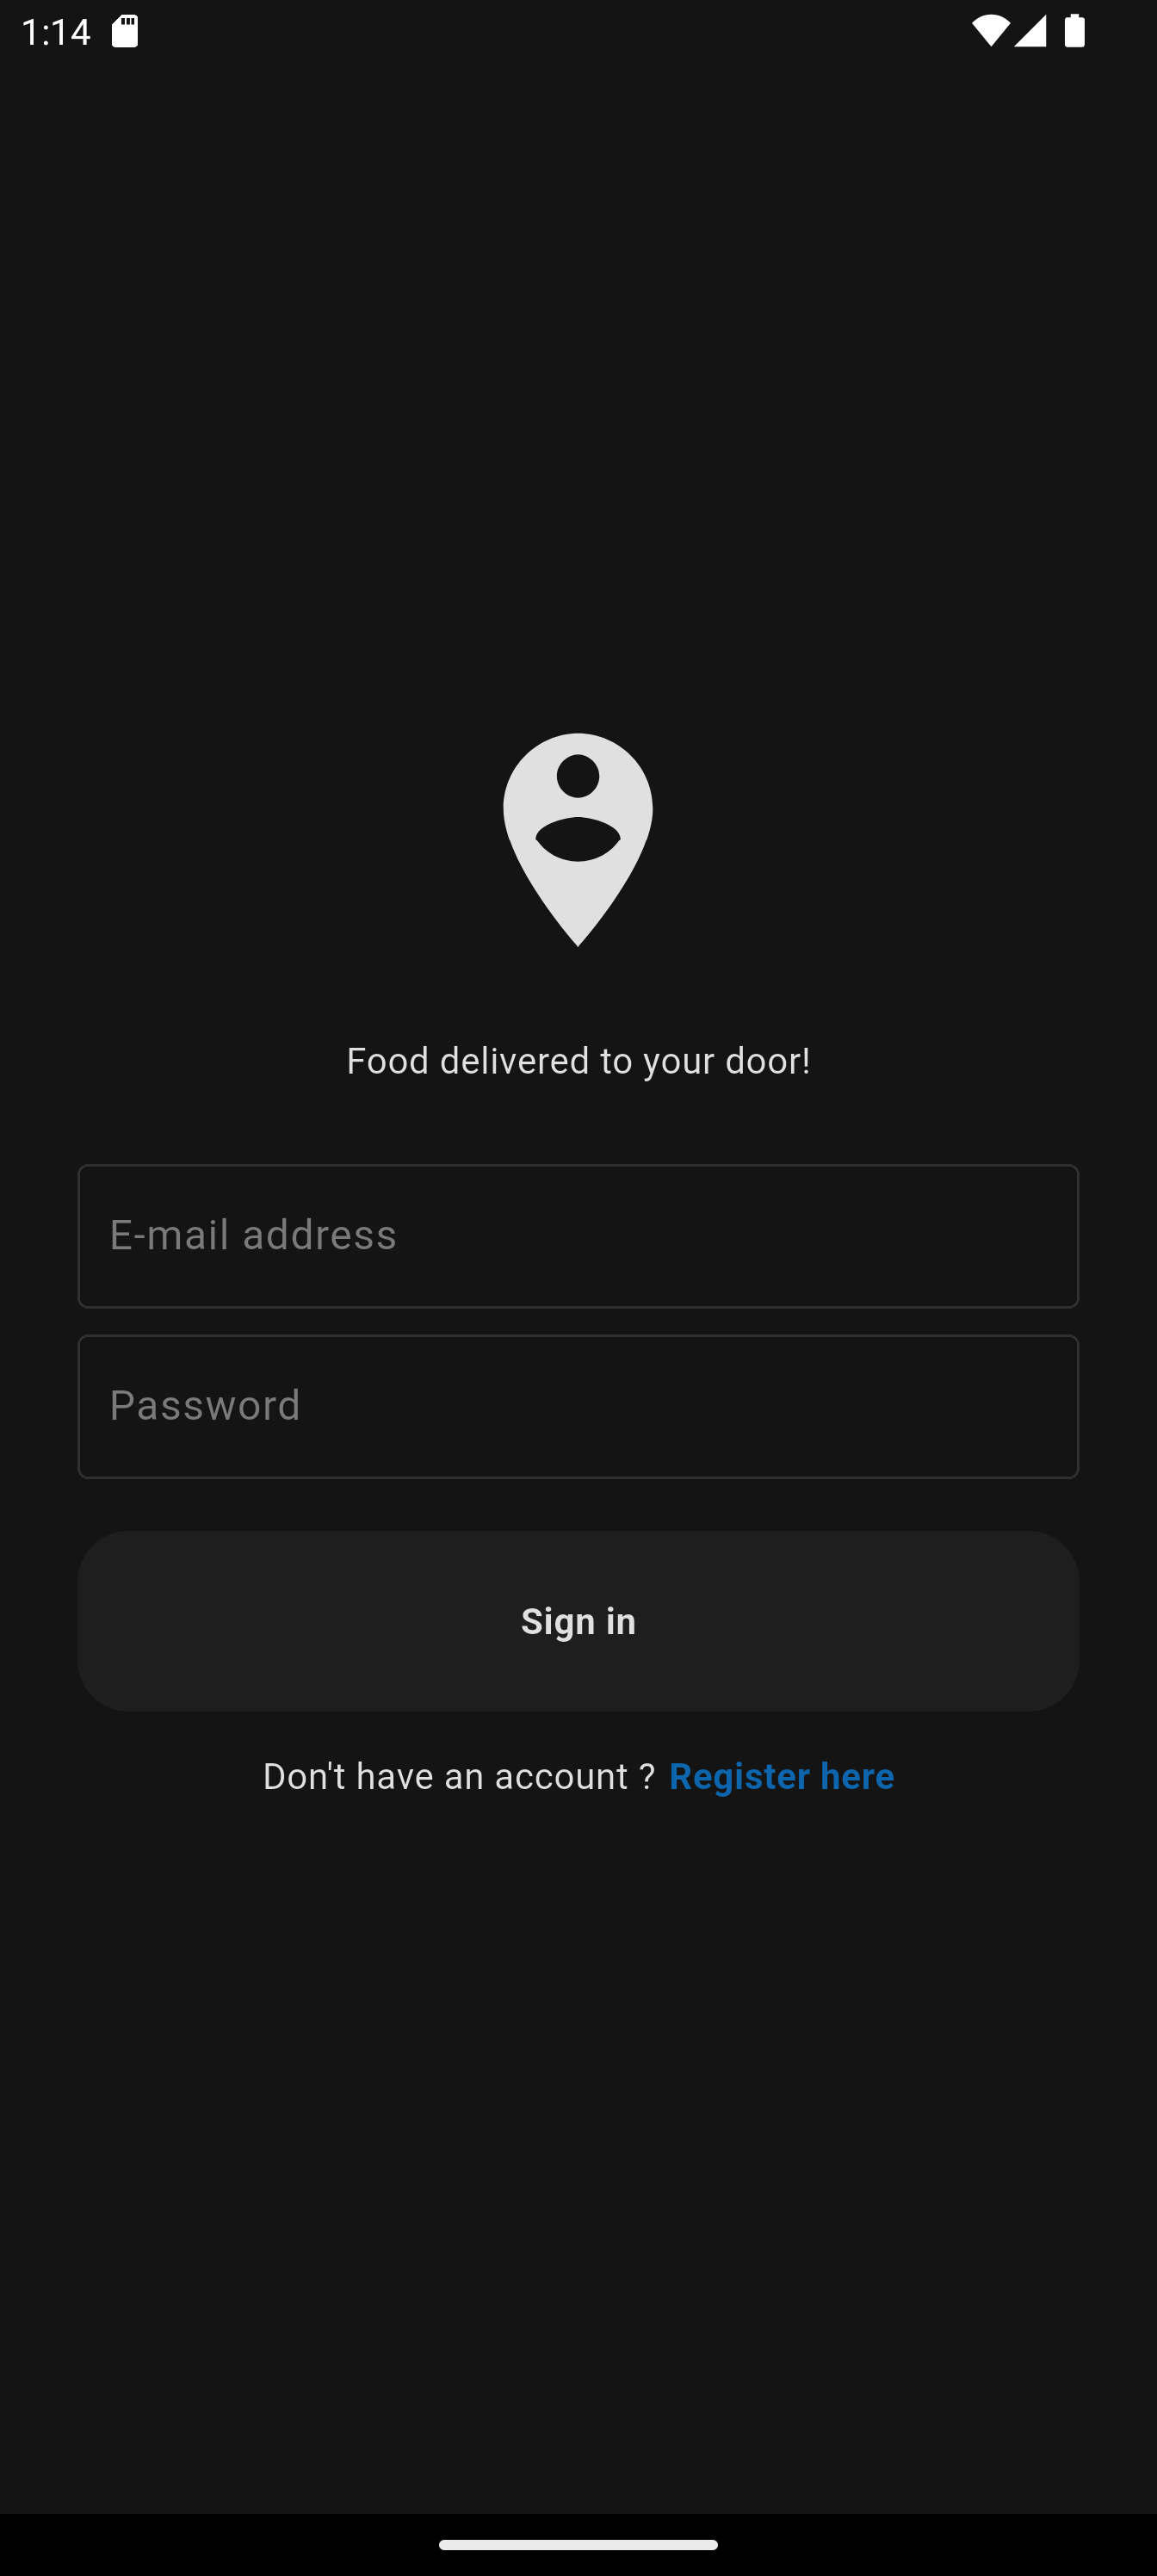 1:14
Food delivered to your door!
E-mail address
Password
Sign in
Don't have an account ? Register here